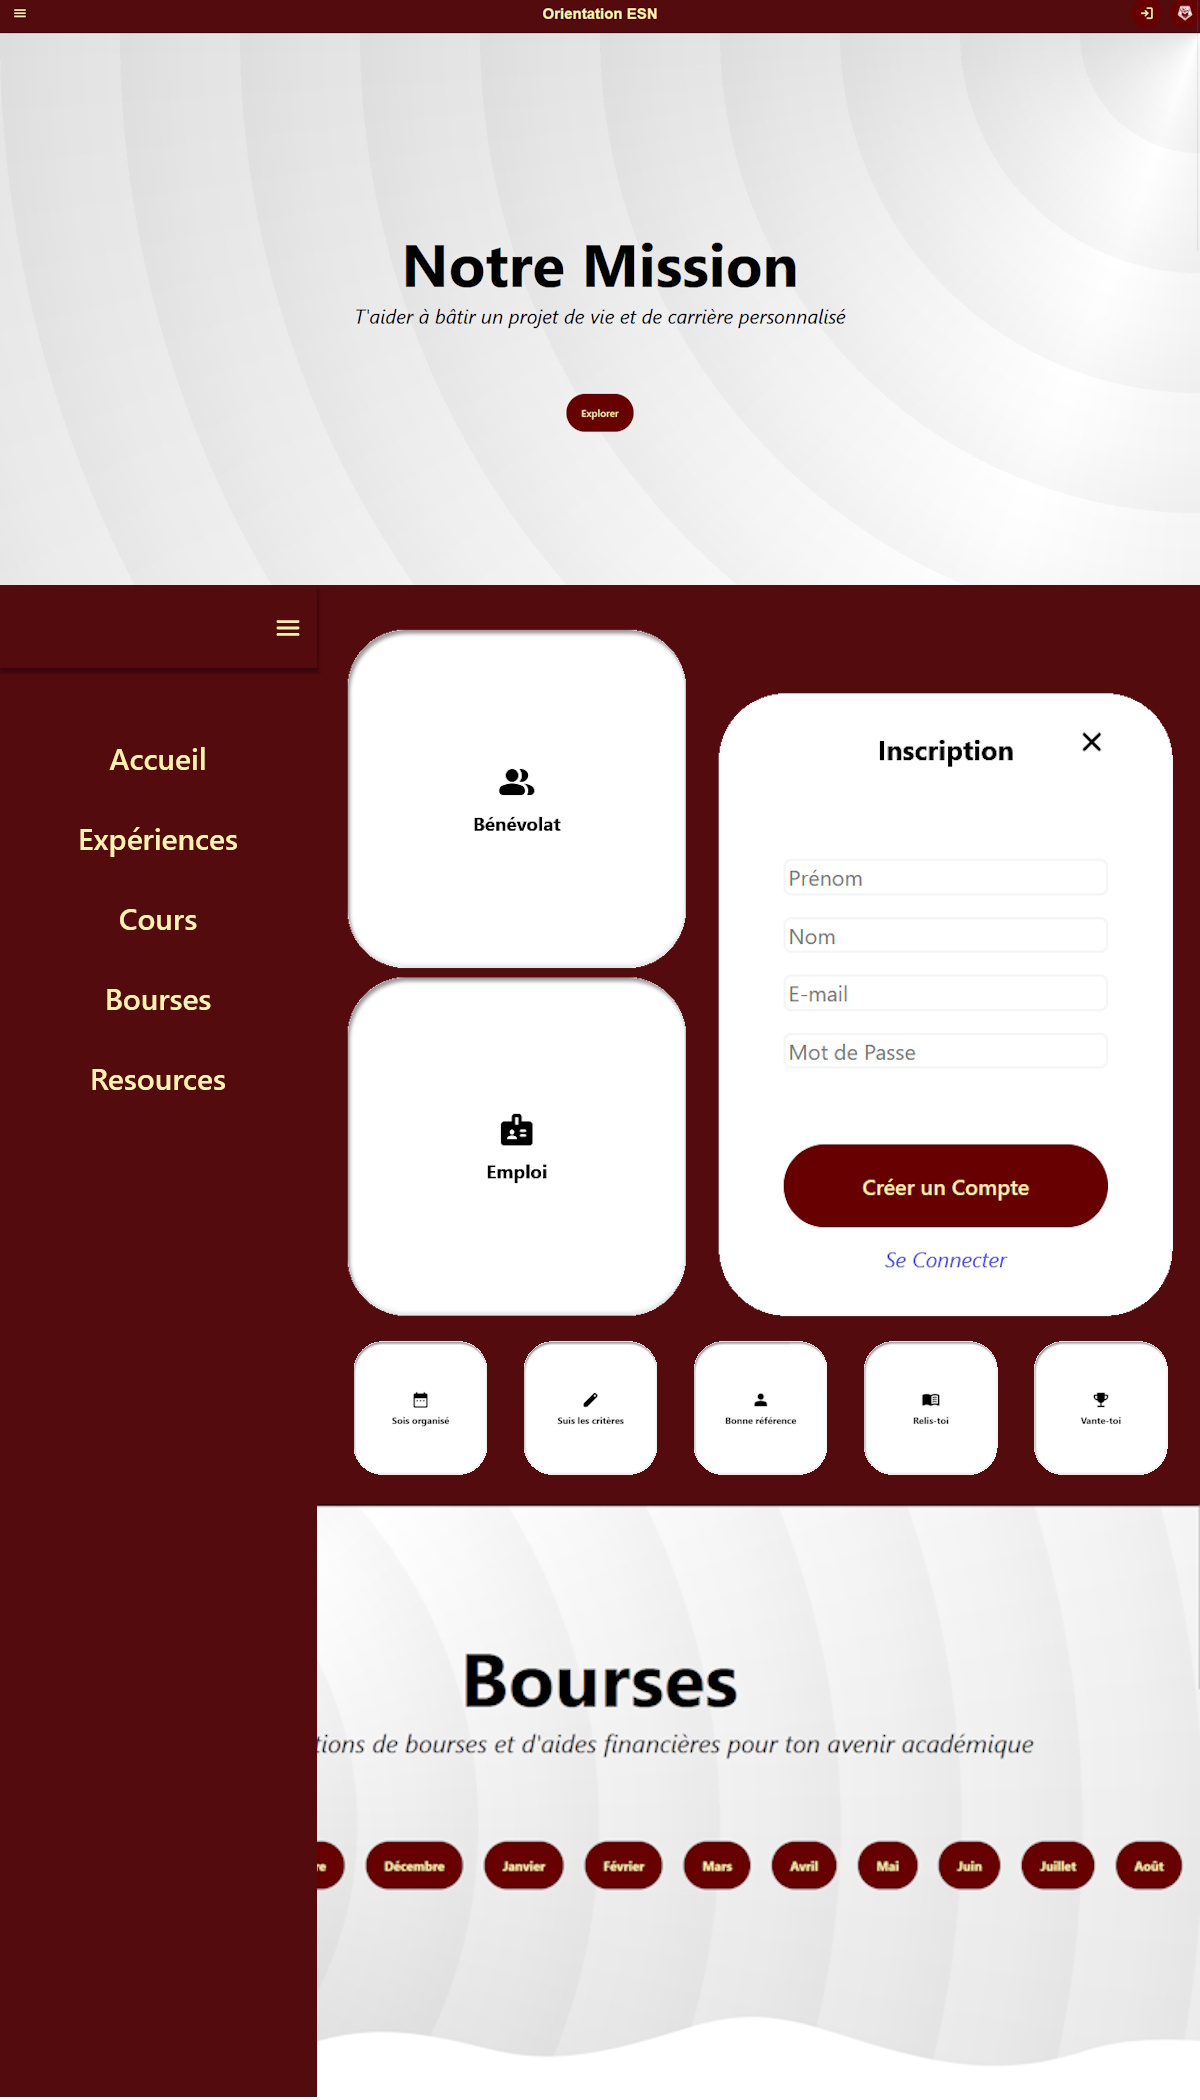 Orientation ESN
Notre Mission
T'aider à bâtir un projet de vie et de carrière personnalisé
Explorer
Accueil
Expériences
Cours
Bourses
Resources
Bénévolat
Emploi
Inscription
Prénom
Nom
E-mail
Mot de Passe
Créer un Compte
Se Connecter
Sois organisé
Suis les critères
Bonne référence
Relis-toi
Vante-toi
Bourses
de bourses et d'aides financières pour ton avenir académique
Décembre Janvier Février Mars Avril Mai Juin Juillet Août